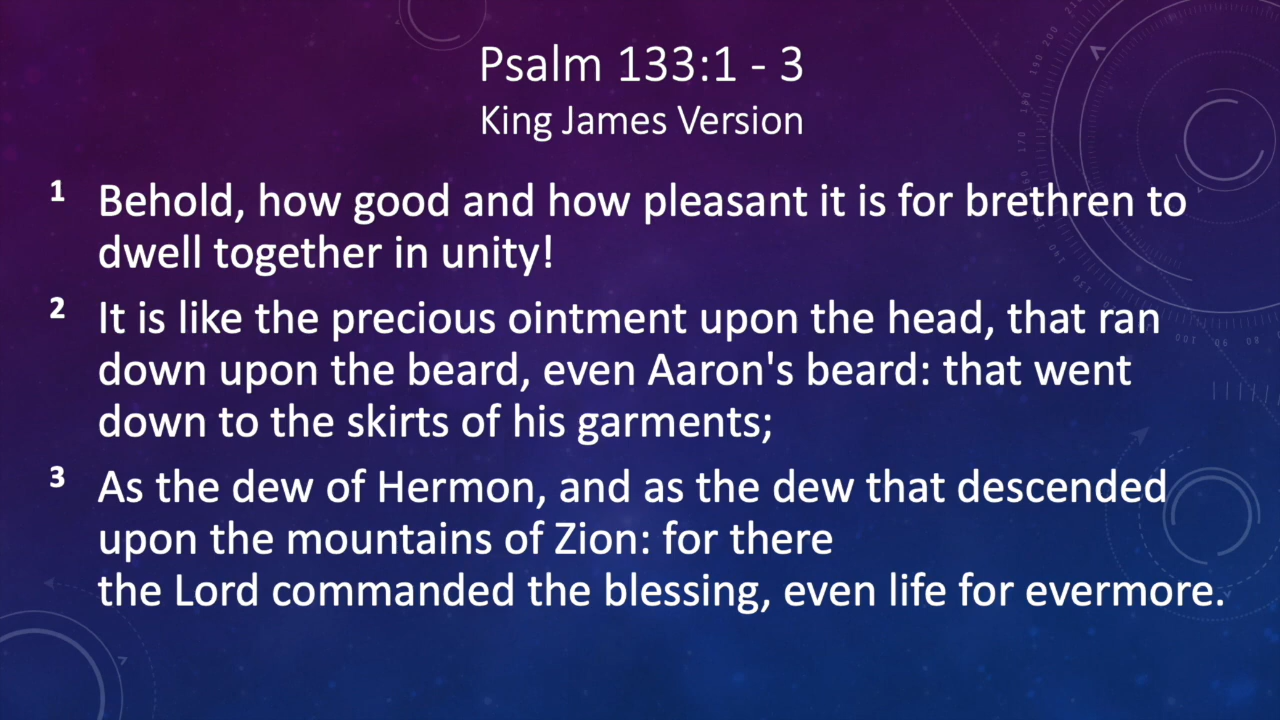 Psalm 133:1 - 3
King James Version
1 Behold, how good and how pleasant it is for brethren to
dwell together in unity!
2 It is like the precious ointment upon the head, that ran
down upon the beard, even Aaron's beard: that went
down to the skirts of his garments;
3 As the dew of Hermon, and as the dew that descended
upon the mountains of Zion: for there
the Lord commanded the blessing, even life for evermore.